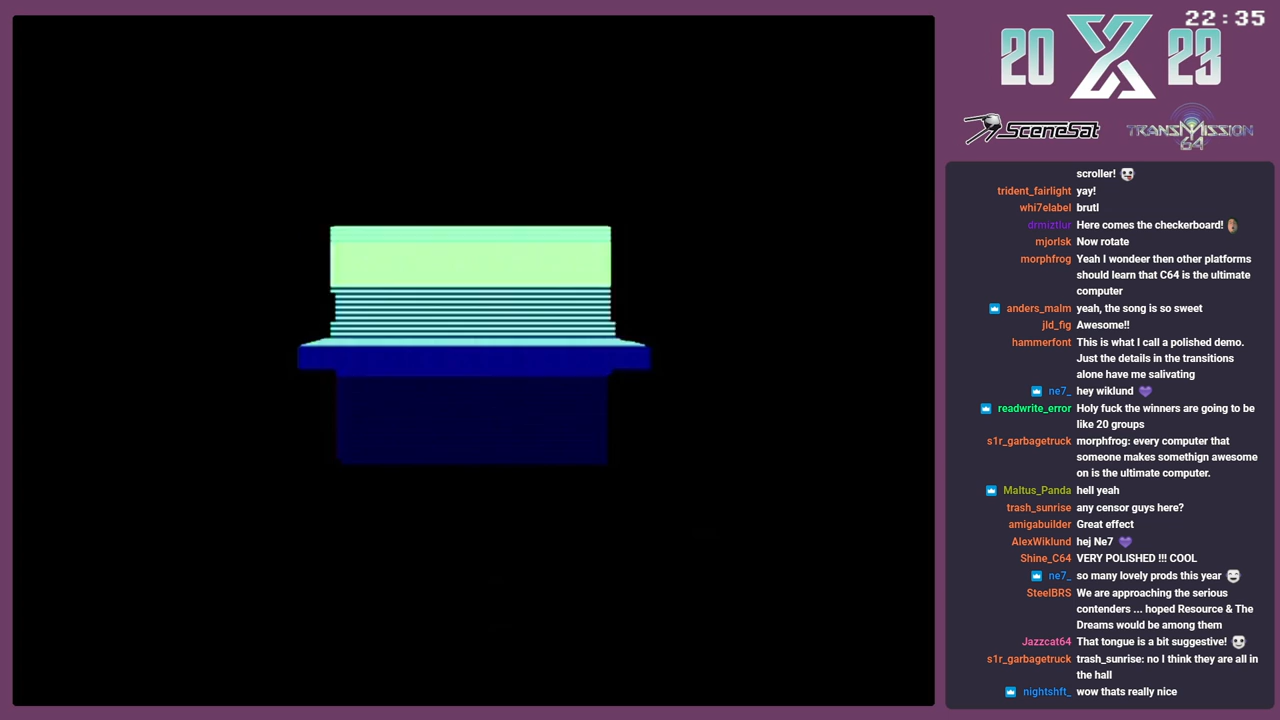 22:35
20 X 23
SCENESAT
TRANSMISSION
64
scroller!
trident_fairlight yay!
whi7elabel brutl
drmiztlur Here comes the checkerboard!
mjorlsk Now rotate
morphfrog Yeah I wondeer then other platforms
should learn that C64 is the ultimate
computer
anders_malm yeah, the song is so sweet
jld_fig Awesome!!
hammerfont This is what I call a polished demo.
Just the details in the transitions
alone have me salivating
ne7_ hey wiklund
readwrite_error Holy fuck the winners are going to be
like 20 groups
s1r_garbagetruck morphfrog: every computer that
someone makes somethign awesome
on is the ultimate computer.
Maltus_Panda hell yeah
trash_sunrise any censor guys here?
amigabuilder Great effect
AlexWiklund hej Ne7
Shine_C64 VERY POLISHED !!! COOL
ne7_ so many lovely prods this year
SteelBRS We are approaching the serious
contenders ... hoped Resource & The
Dreams would be among them
Jazzcat64 That tongue is a bit suggestive!
s1r_garbagetruck trash_sunrise: no I think they are all in
the hall
nightshft_ wow thats really nice